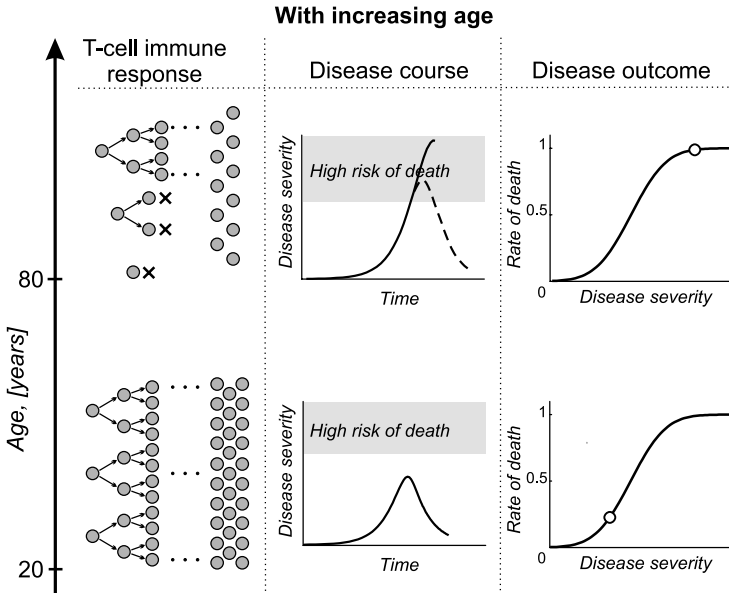 With increasing age
T-cell immune
response
Disease course
Disease outcome
Age, [years]
80
20
Disease severity
High risk of death
Time
Rate of death
1
0.5
0
Disease severity
Disease severity
High risk of death
Time
Rate of death
1
0.5
0
Disease severity